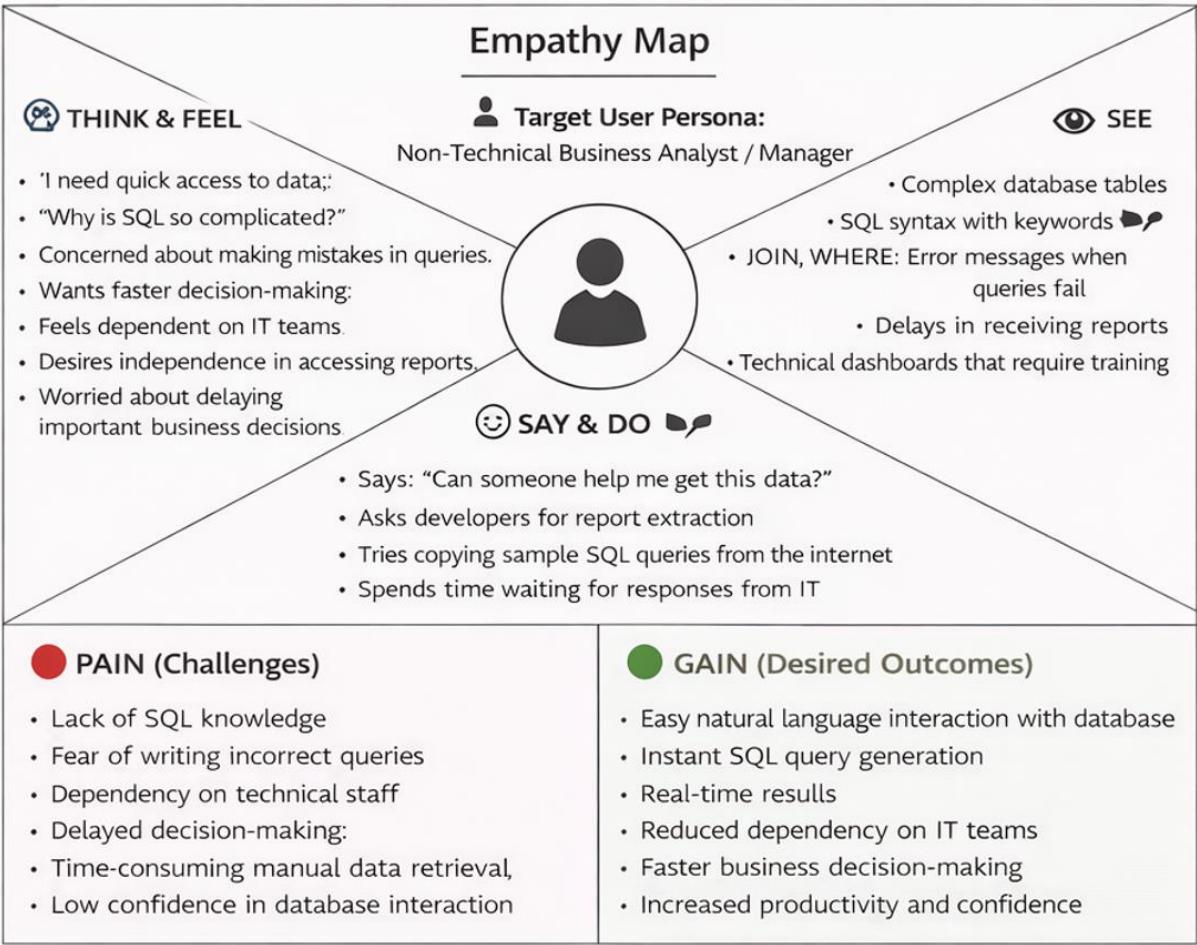 Empathy Map
Target User Persona:
Non-Technical Business Analyst / Manager
THINK & FEEL
• 'I need quick access to data;:
• “Why is SQL so complicated?”
• Concerned about making mistakes in queries.
• Wants faster decision-making:
• Feels dependent on IT teams.
• Desires independence in accessing reports,
• Worried about delaying
important business decisions.
SEE
• Complex database tables
• SQL syntax with keywords
• JOIN, WHERE: Error messages when
queries fail
• Delays in receiving reports
• Technical dashboards that require training
SAY & DO
• Says: “Can someone help me get this data?”
• Asks developers for report extraction
• Tries copying sample SQL queries from the internet
• Spends time waiting for responses from IT
PAIN (Challenges)
• Lack of SQL knowledge
• Fear of writing incorrect queries
• Dependency on technical staff
• Delayed decision-making:
• Time-consuming manual data retrieval,
• Low confidence in database interaction
GAIN (Desired Outcomes)
• Easy natural language interaction with database
• Instant SQL query generation
• Real-time results
• Reduced dependency on IT teams
• Faster business decision-making
• Increased productivity and confidence